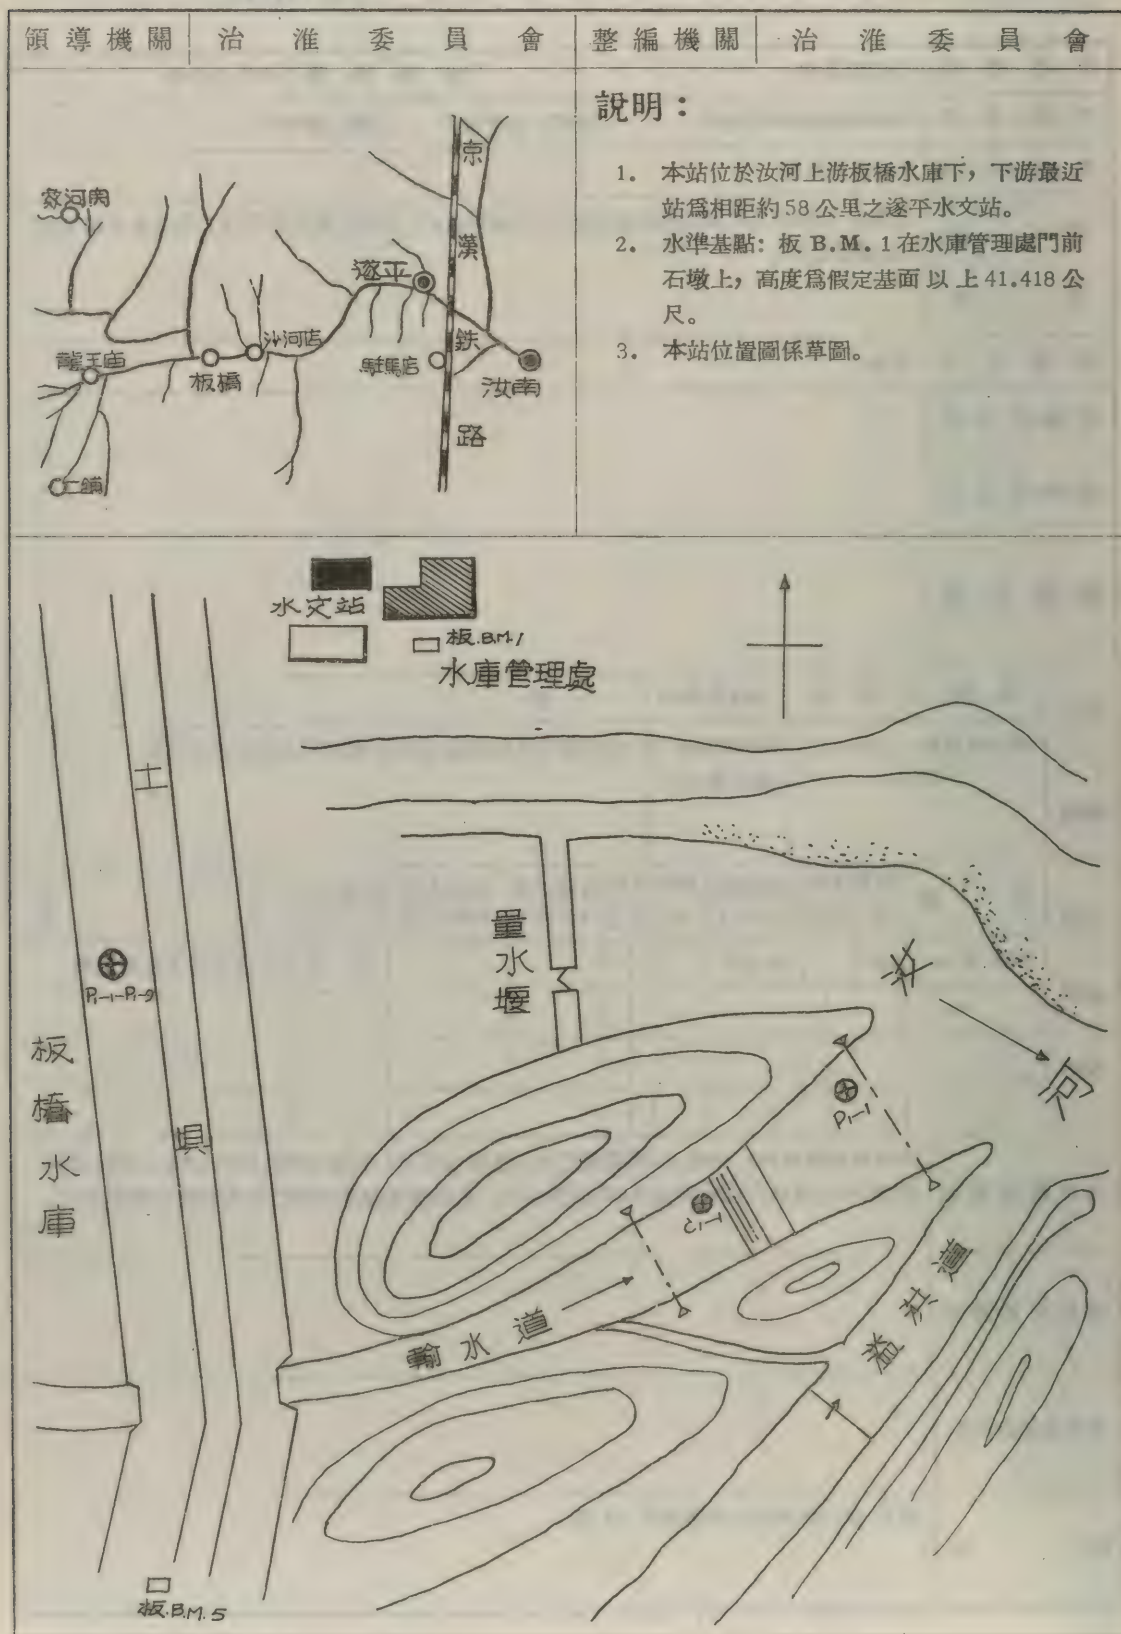 領導機關 治淮委員會 整編機關 治淮委員會
說明：
1. 本站位於汝河上游板橋水庫下，下游最近
站爲相距約58公里之遂平水文站。
2. 水準基點：板 B.M.1在水庫管理處門前
石墩上，高度爲假定基面以上41.418公
尺。
3. 本站位置圖係草圖。
京漢鉄路
遂平
沙河店
龍王庙
板橋
駐馬店
汝南
水文站
板.B.M.1
水庫管理處
土壩
量水堰
汝河
P₁-1-P₁-9
板橋水庫
P₁-1
輸水道
溢洪道
板.B.M.5